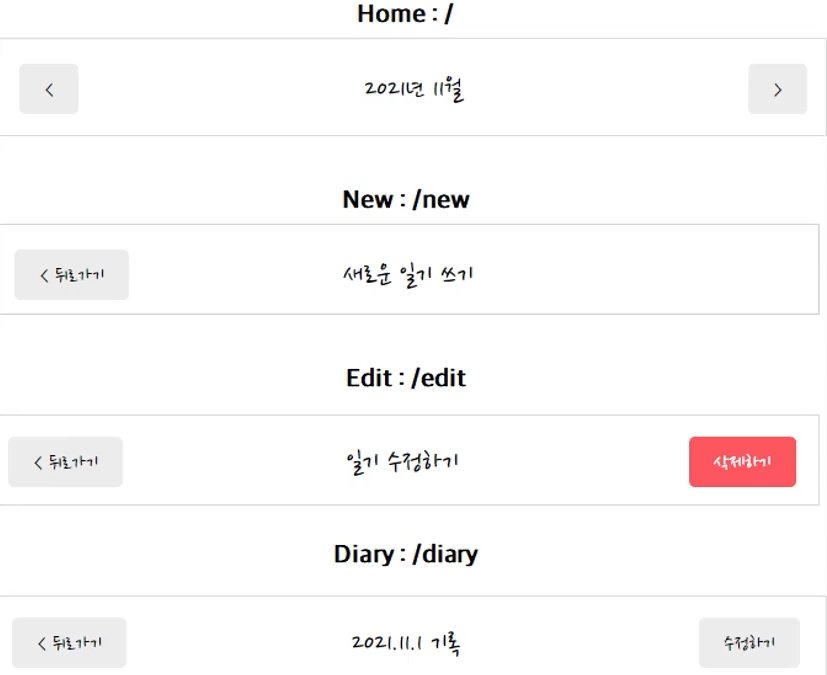 Home : /
< 2021년 11월 >
New : /new
< 뒤로가기 새로운 일기 쓰기
Edit : /edit
< 뒤로가기 일기 수정하기 삭제하기
Diary : /diary
< 뒤로가기 2021.11.1 기록 수정하기